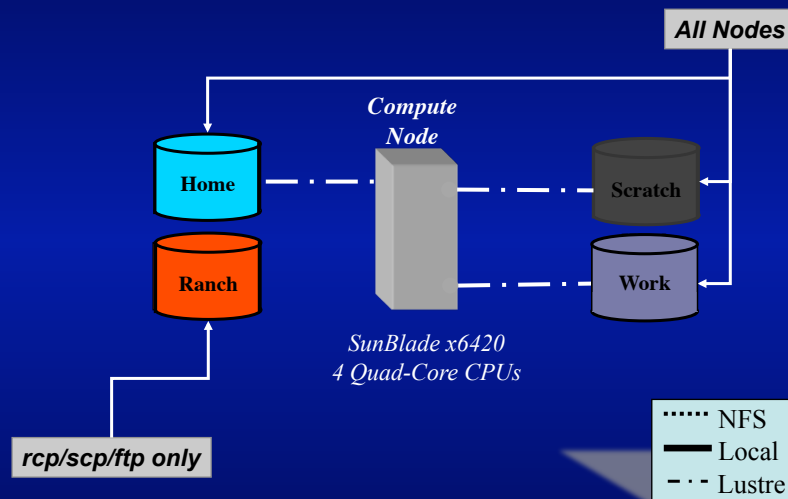 All Nodes
Compute
Node
Home
Scratch
Ranch
Work
SunBlade x6420
4 Quad-Core CPUs
rcp/scp/ftp only
NFS
Local
Lustre